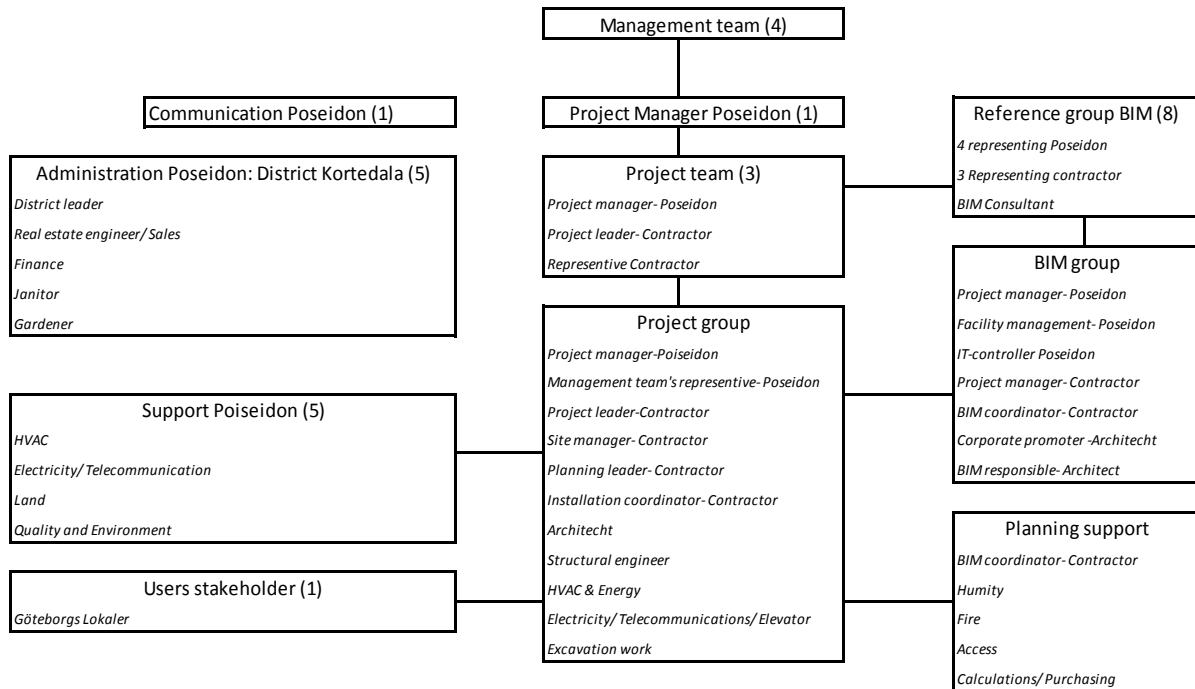 Management team (4)
Communication Poseidon (1)
Project Manager Poseidon (1)
Reference group BIM (8)
4 representing Poseidon
3 Representing contractor
BIM Consultant
Administration Poseidon: District Kortedala (5)
District leader
Real estate engineer/ Sales
Finance
Janitor
Gardener
Project team (3)
Project manager- Poseidon
Project leader- Contractor
Representive Contractor
BIM group
Project manager- Poseidon
Facility management- Poseidon
IT-controller Poseidon
Project manager- Contractor
BIM coordinator- Contractor
Corporate promoter -Architecht
BIM responsible- Architect
Project group
Project manager-Poiseidon
Management team's representive- Poseidon
Project leader-Contractor
Site manager- Contractor
Planning leader- Contractor
Installation coordinator- Contractor
Architecht
Structural engineer
HVAC & Energy
Electricity/ Telecommunications/ Elevator
Excavation work
Support Poiseidon (5)
HVAC
Electricity/ Telecommunication
Land
Quality and Environment
Users stakeholder (1)
Göteborgs Lokaler
Planning support
BIM coordinator- Contractor
Humity
Fire
Access
Calculations/ Purchasing